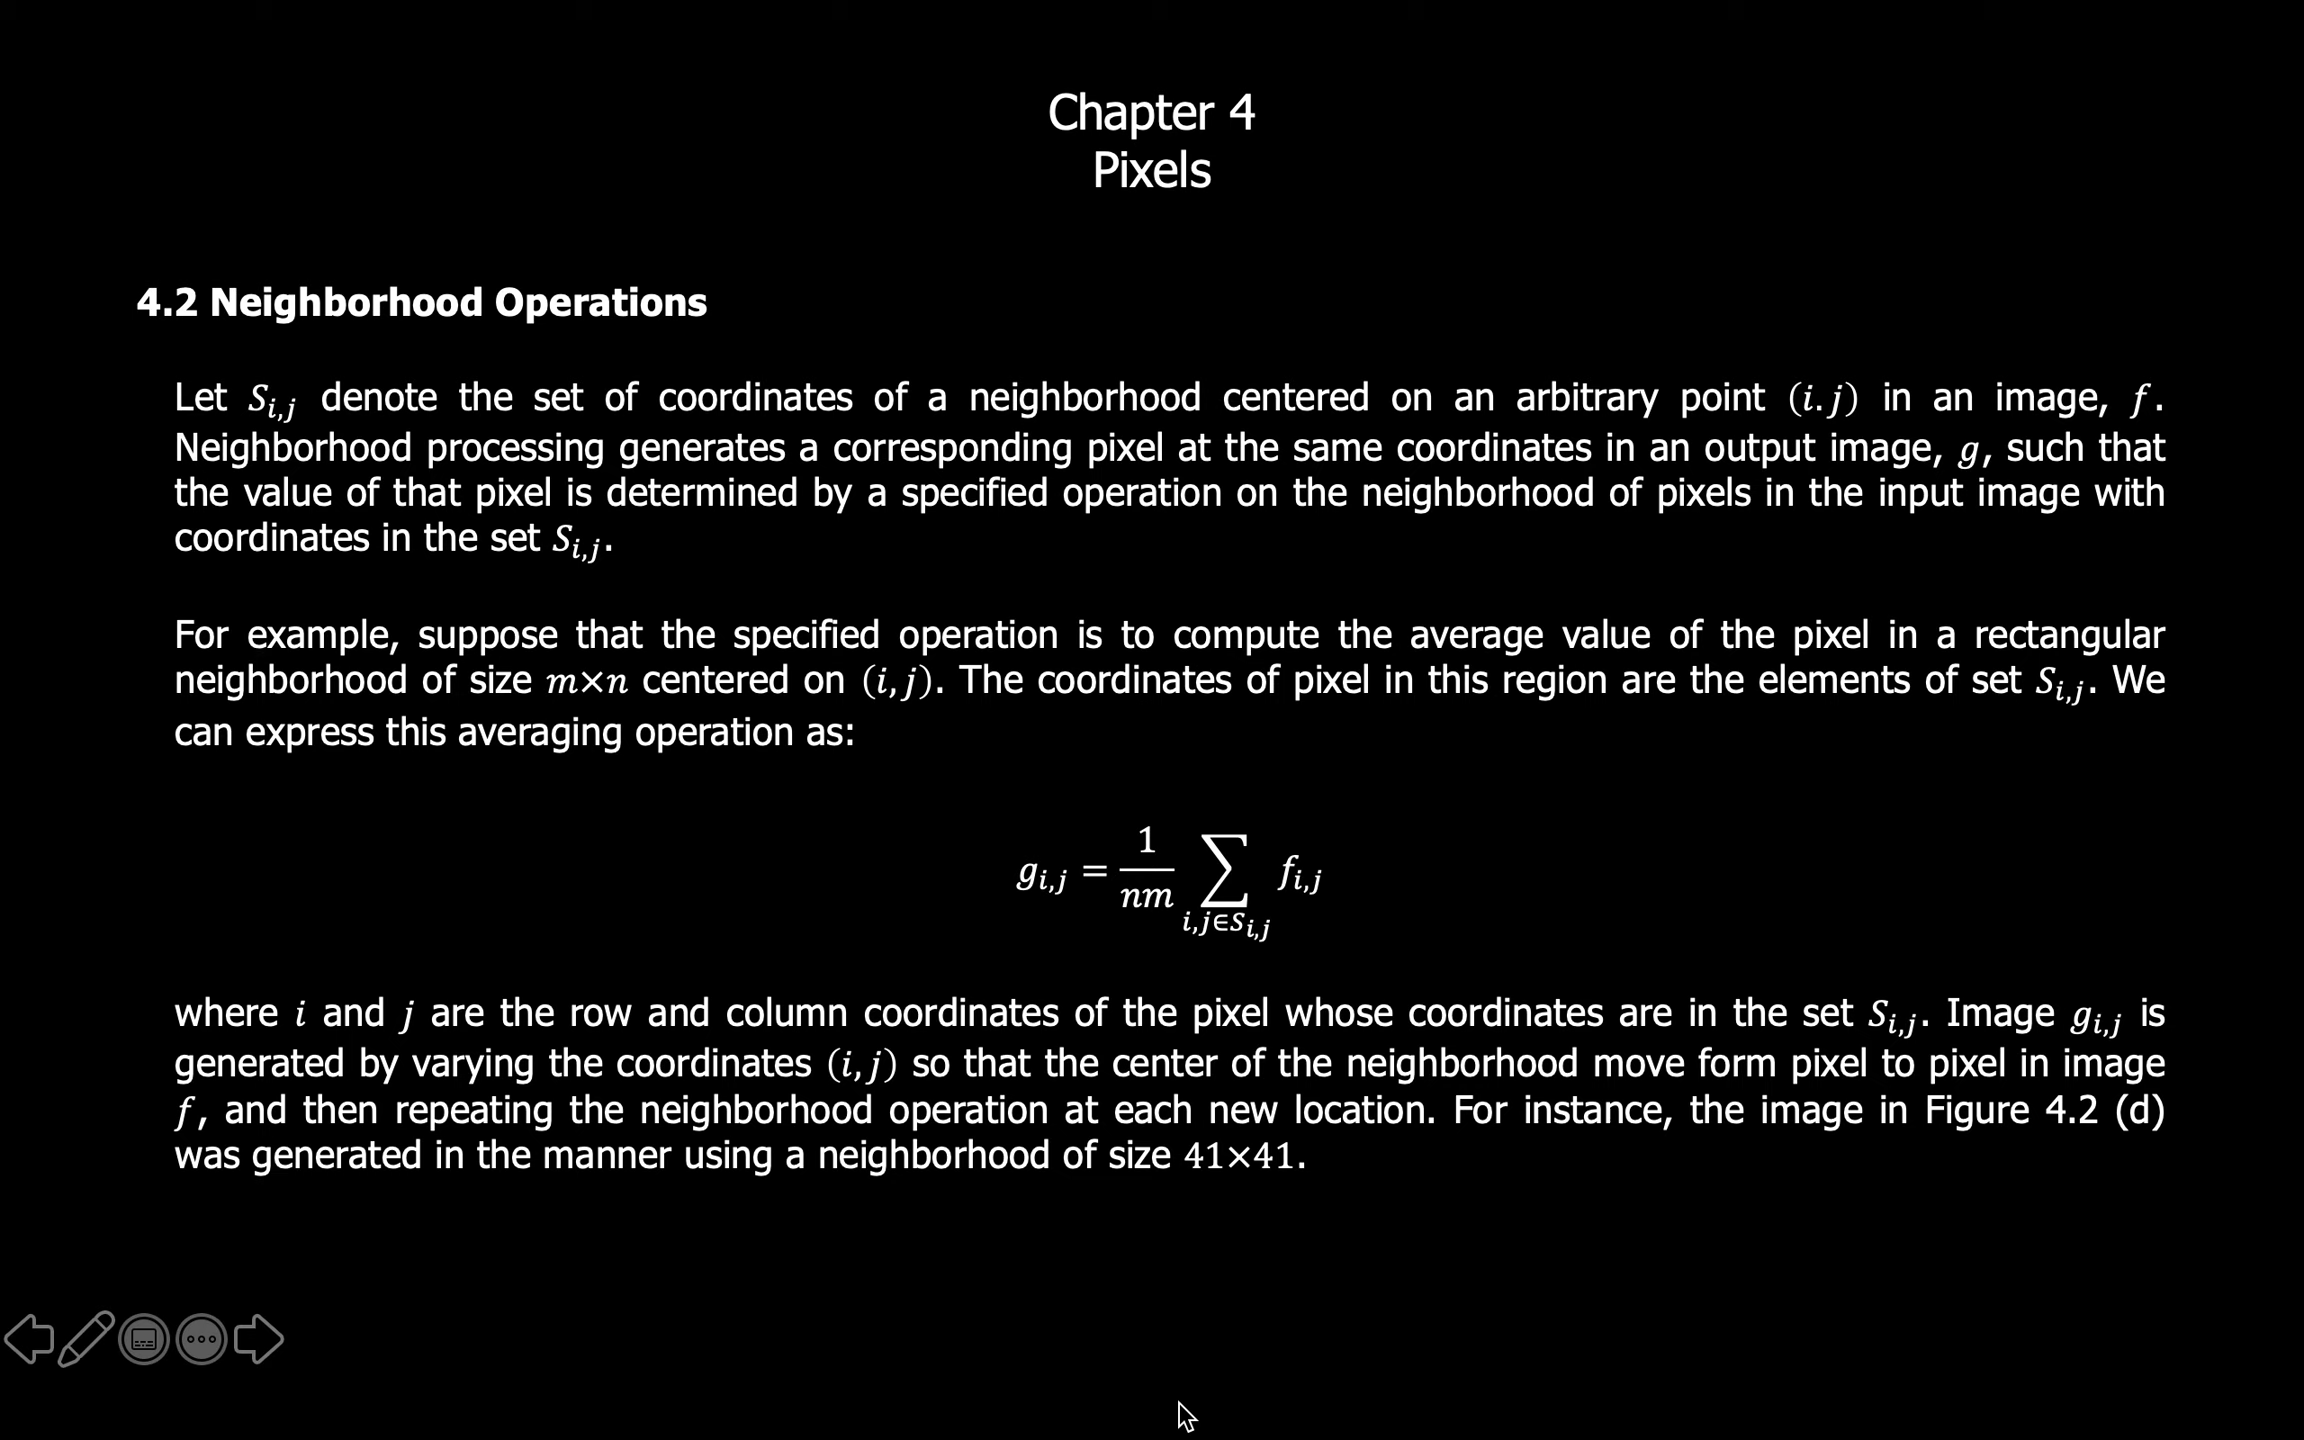 Chapter 4
Pixels
4.2 Neighborhood Operations
Let S_{i,j} denote the set of coordinates of a neighborhood centered on an arbitrary point (i.j) in an image, f.
Neighborhood processing generates a corresponding pixel at the same coordinates in an output image, g, such that
the value of that pixel is determined by a specified operation on the neighborhood of pixels in the input image with
coordinates in the set S_{i,j}.
For example, suppose that the specified operation is to compute the average value of the pixel in a rectangular
neighborhood of size m×n centered on (i,j). The coordinates of pixel in this region are the elements of set S_{i,j}. We
can express this averaging operation as:
g_{i,j} = \frac{1}{nm} \sum_{i,j∈S_{i,j}} f_{i,j}
where i and j are the row and column coordinates of the pixel whose coordinates are in the set S_{i,j}. Image g_{i,j} is
generated by varying the coordinates (i,j) so that the center of the neighborhood move form pixel to pixel in image
f, and then repeating the neighborhood operation at each new location. For instance, the image in Figure 4.2 (d)
was generated in the manner using a neighborhood of size 41×41.